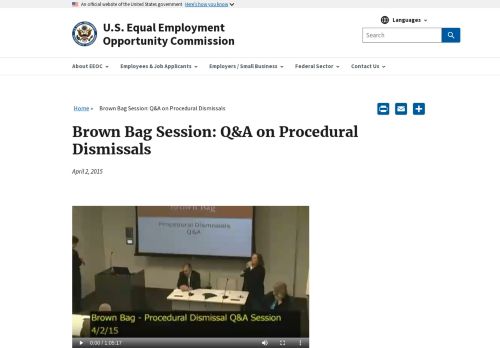 An official website of the United States government Here's how you know
U.S. Equal Employment
Opportunity Commission
Languages
Search
About EEOC
Employees & Job Applicants
Employers / Small Business
Federal Sector
Contact Us
Home » Brown Bag Session: Q&A on Procedural Dismissals
Brown Bag Session: Q&A on Procedural
Dismissals
April 2, 2015
Brown Bag
Procedural Dismissals
Q&A
Brown Bag - Procedural Dismissal Q&A Session
4/2/15
0:00 / 1:05:17